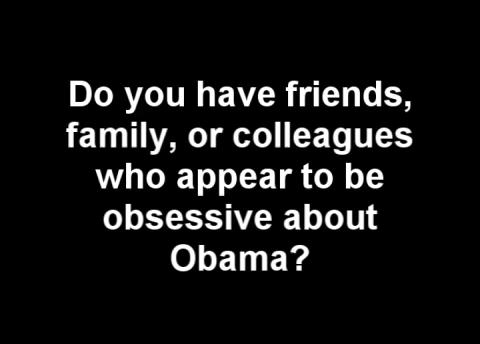 Do you have friends,
family, or colleagues
who appear to be
obsessive about
Obama?